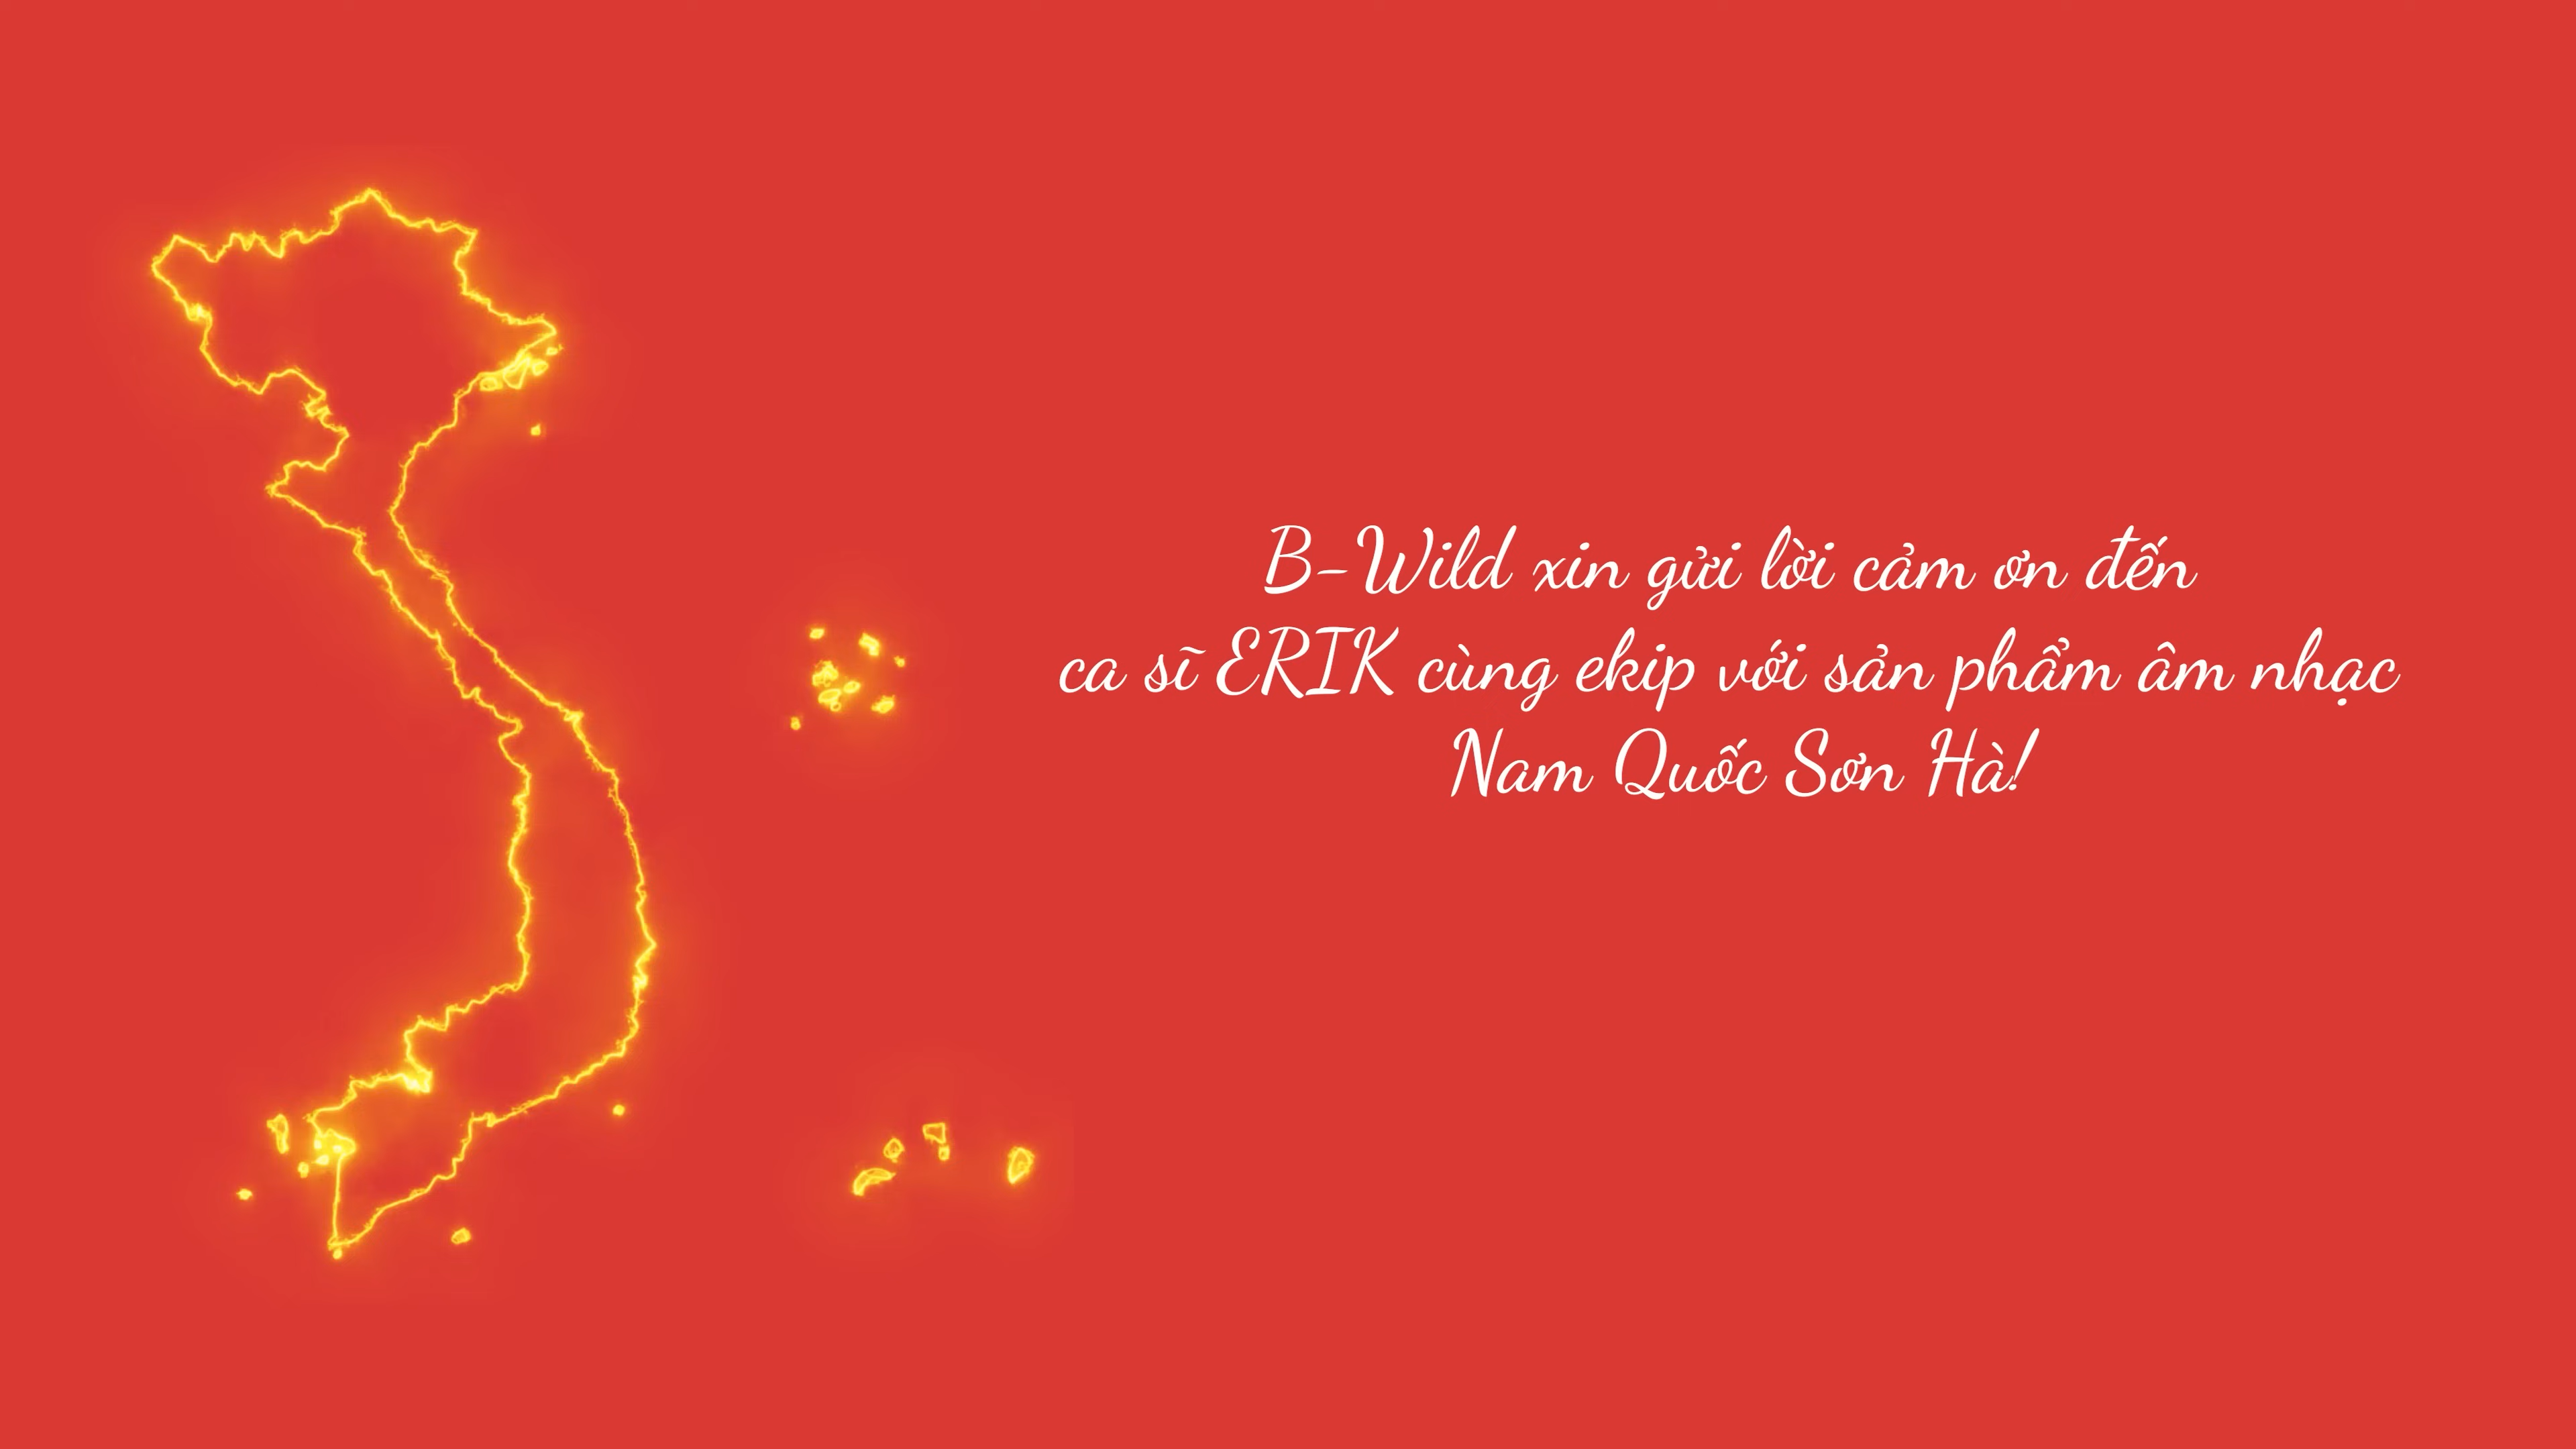 B-Wild xin gửi lời cảm ơn đến
ca sĩ ERIK cùng ekip với sản phẩm âm nhạc
Nam Quốc Sơn Hà!